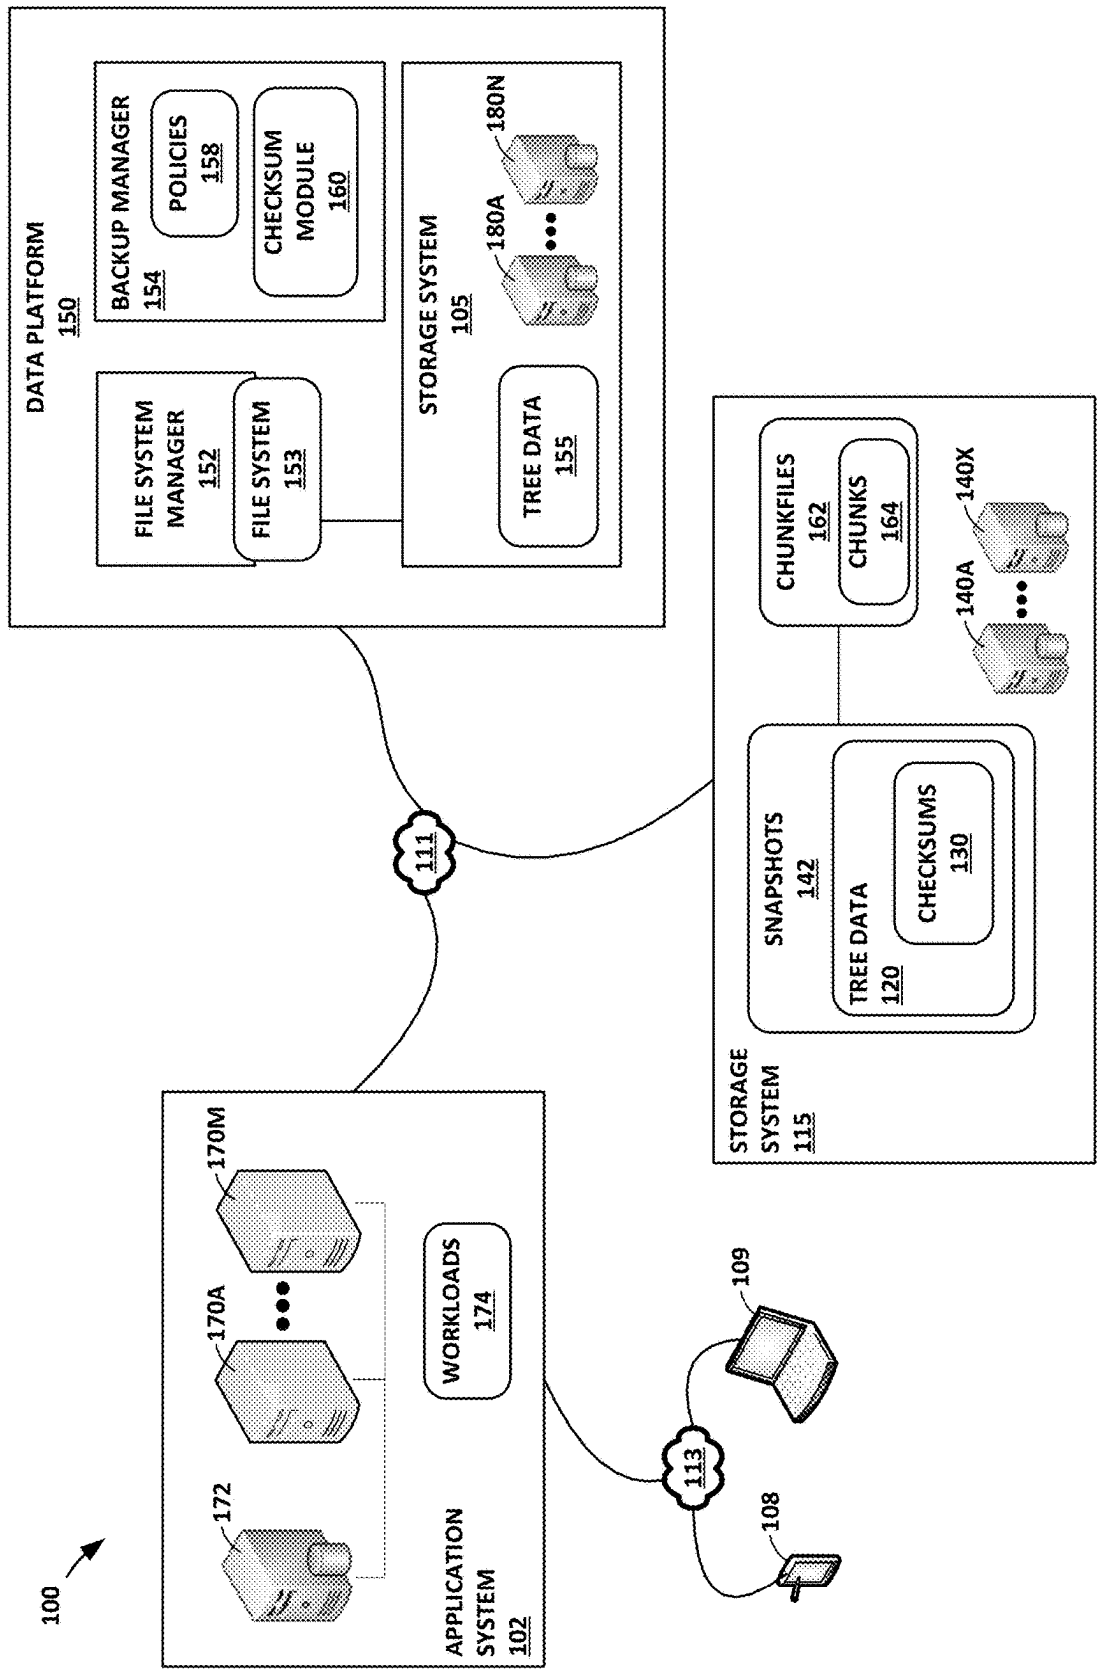 100
172
170A
170M
WORKLOADS
174
APPLICATION
SYSTEM
102
113
108
109
111
DATA PLATFORM
150
FILE SYSTEM
MANAGER
152
FILE SYSTEM
153
BACKUP MANAGER
154
POLICIES
158
CHECKSUM
MODULE
160
STORAGE SYSTEM
105
TREE DATA
155
180A
180N
STORAGE
SYSTEM
115
SNAPSHOTS
142
TREE DATA
120
CHECKSUMS
130
CHUNKFILES
162
CHUNKS
164
140A
140X